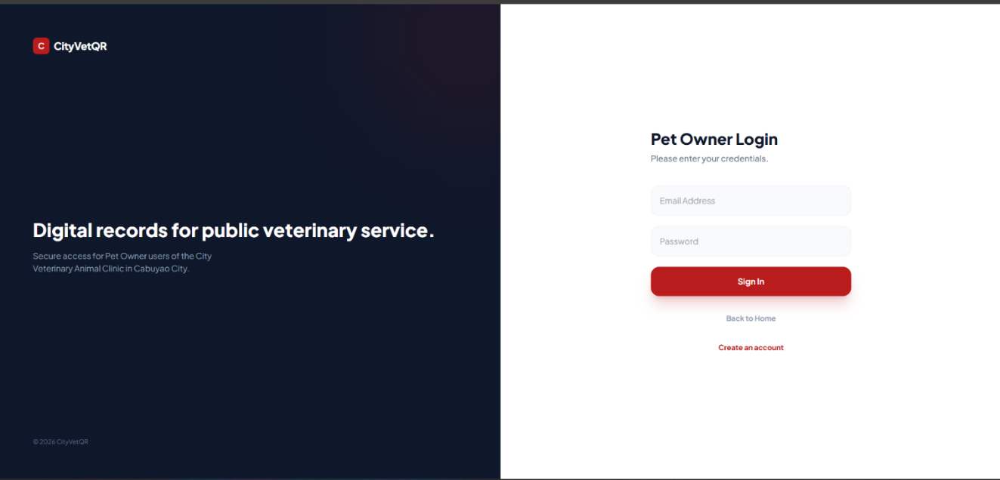 C CityVetQR
Digital records for public veterinary service.
Secure access for Pet Owner users of the City
Veterinary Animal Clinic in Cabuyao City.
© 2026 CityVetQR
Pet Owner Login
Please enter your credentials.
Email Address
Password
Sign In
Back to Home
Create an account